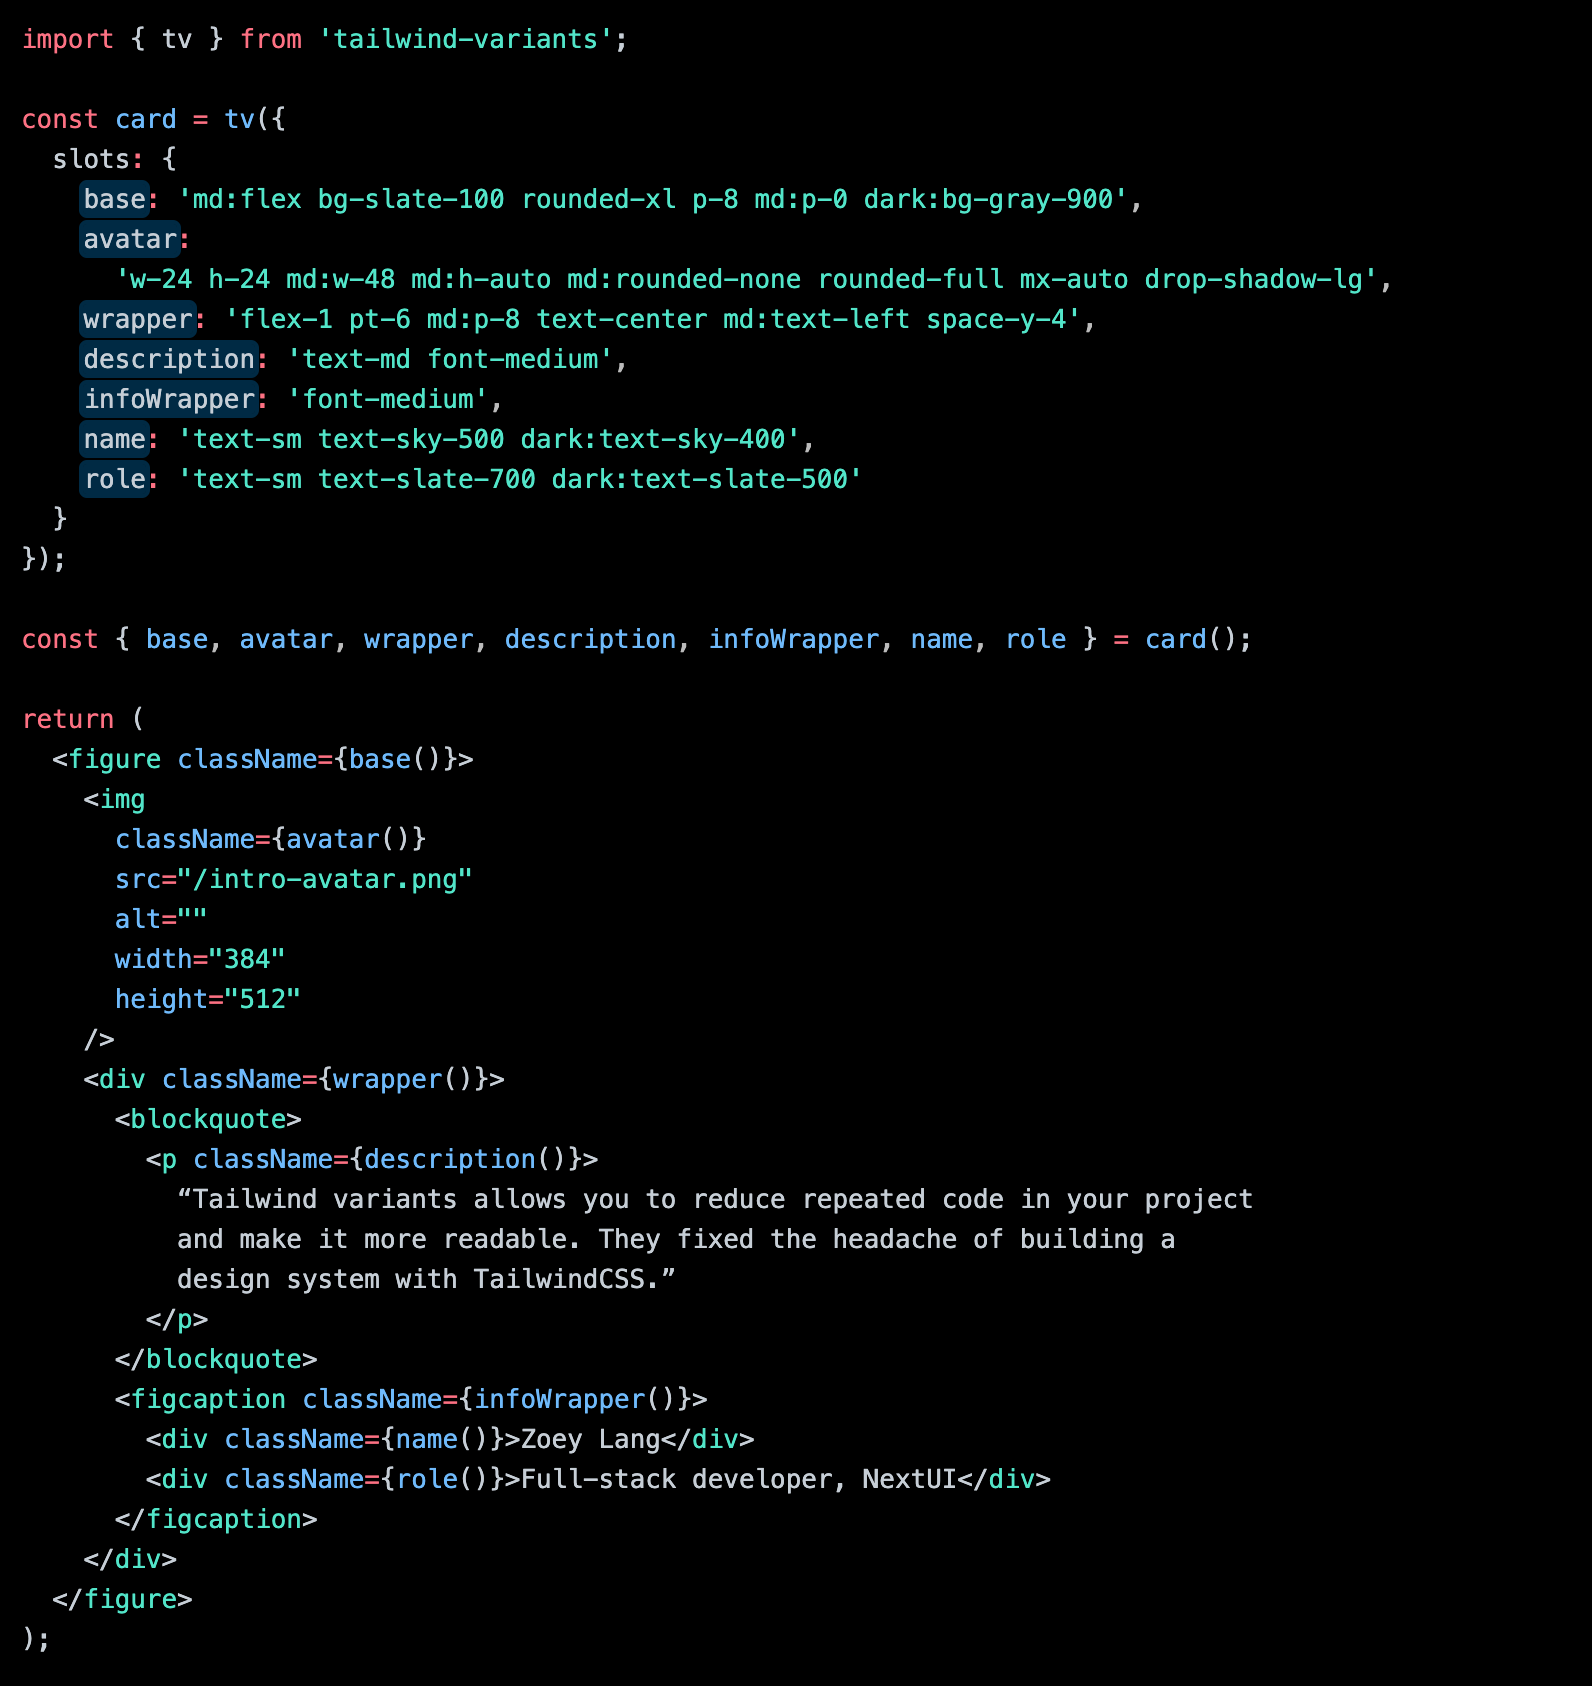 import { tv } from 'tailwind-variants';

const card = tv({
  slots: {
    base: 'md:flex bg-slate-100 rounded-xl p-8 md:p-0 dark:bg-gray-900',
    avatar:
      'w-24 h-24 md:w-48 md:h-auto md:rounded-none rounded-full mx-auto drop-shadow-lg',
    wrapper: 'flex-1 pt-6 md:p-8 text-center md:text-left space-y-4',
    description: 'text-md font-medium',
    infoWrapper: 'font-medium',
    name: 'text-sm text-sky-500 dark:text-sky-400',
    role: 'text-sm text-slate-700 dark:text-slate-500'
  }
});

const { base, avatar, wrapper, description, infoWrapper, name, role } = card();

return (
  <figure className={base()}>
    <img
      className={avatar()}
      src="/intro-avatar.png"
      alt=""
      width="384"
      height="512"
    />
    <div className={wrapper()}>
      <blockquote>
        <p className={description()}>
          “Tailwind variants allows you to reduce repeated code in your project
          and make it more readable. They fixed the headache of building a
          design system with TailwindCSS.”
        </p>
      </blockquote>
      <figcaption className={infoWrapper()}>
        <div className={name()}>Zoey Lang</div>
        <div className={role()}>Full-stack developer, NextUI</div>
      </figcaption>
    </div>
  </figure>
);